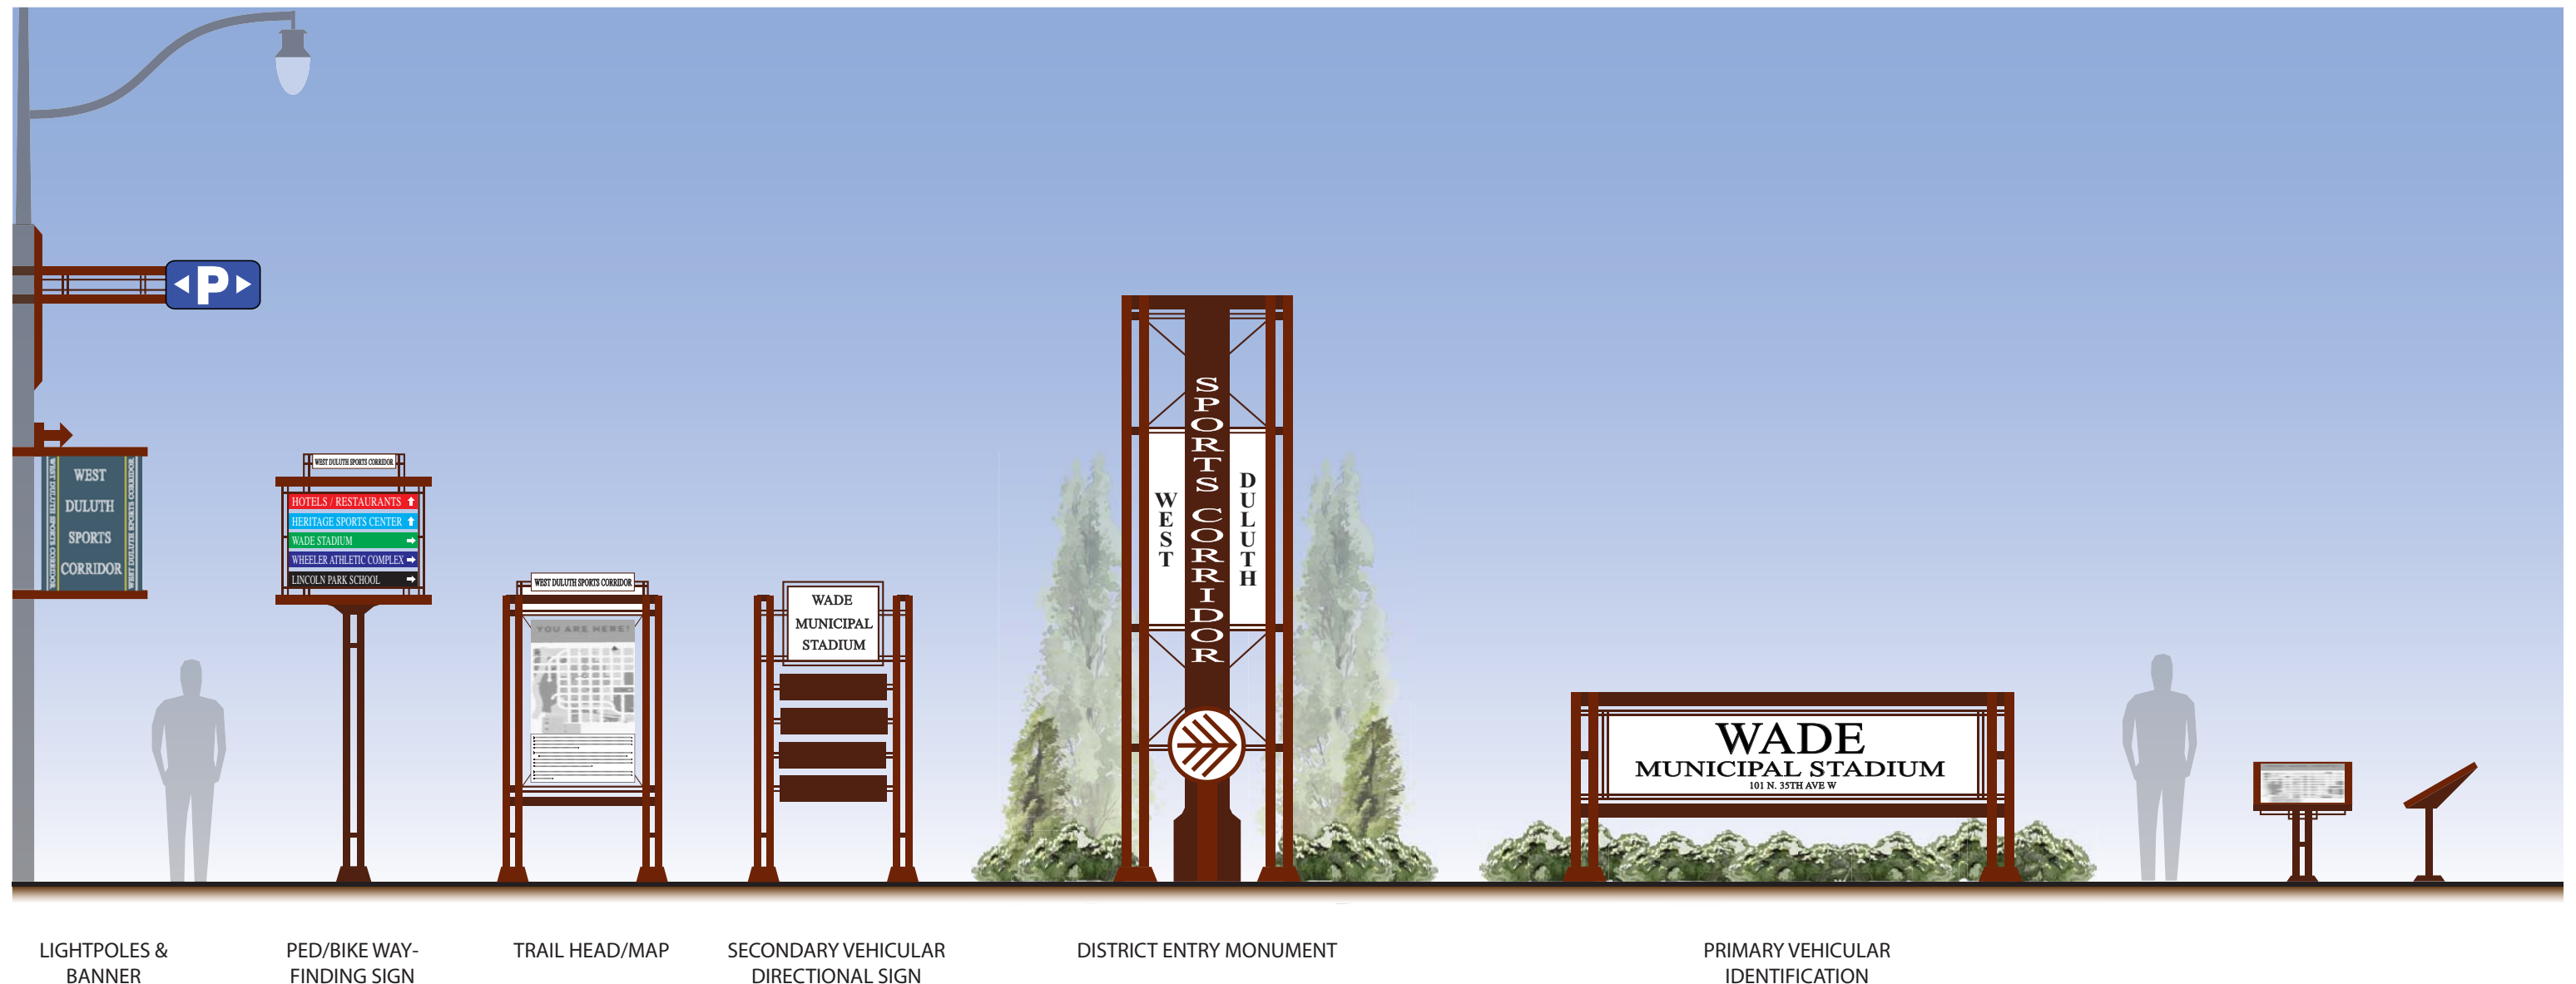 P
WEST DULUTH SPORTS CORRIDOR
WEST
DULUTH
SPORTS
CORRIDOR
WEST DULUTH SPORTS CORRIDOR
WEST DULUTH SPORTS CORRIDOR
HOTELS / RESTAURANTS
HERITAGE SPORTS CENTER
WADE STADIUM
WHEELER ATHLETIC COMPLEX
LINCOLN PARK SCHOOL
WEST DULUTH SPORTS CORRIDOR
YOU ARE HERE!
WADE
MUNICIPAL
STADIUM
WEST
SPORTS CORRIDOR
DULUTH
WADE
MUNICIPAL STADIUM
101 N. 35TH AVE W
LIGHTPOLES &
BANNER
PED/BIKE WAY-
FINDING SIGN
TRAIL HEAD/MAP
SECONDARY VEHICULAR
DIRECTIONAL SIGN
DISTRICT ENTRY MONUMENT
PRIMARY VEHICULAR
IDENTIFICATION